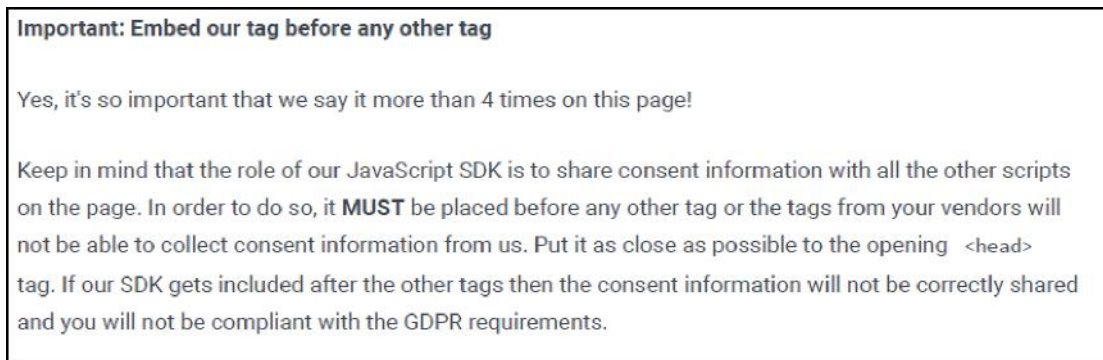 Important: Embed our tag before any other tag
Yes, it's so important that we say it more than 4 times on this page!
Keep in mind that the role of our JavaScript SDK is to share consent information with all the other scripts
on the page. In order to do so, it MUST be placed before any other tag or the tags from your vendors will
not be able to collect consent information from us. Put it as close as possible to the opening <head>
tag. If our SDK gets included after the other tags then the consent information will not be correctly shared
and you will not be compliant with the GDPR requirements.